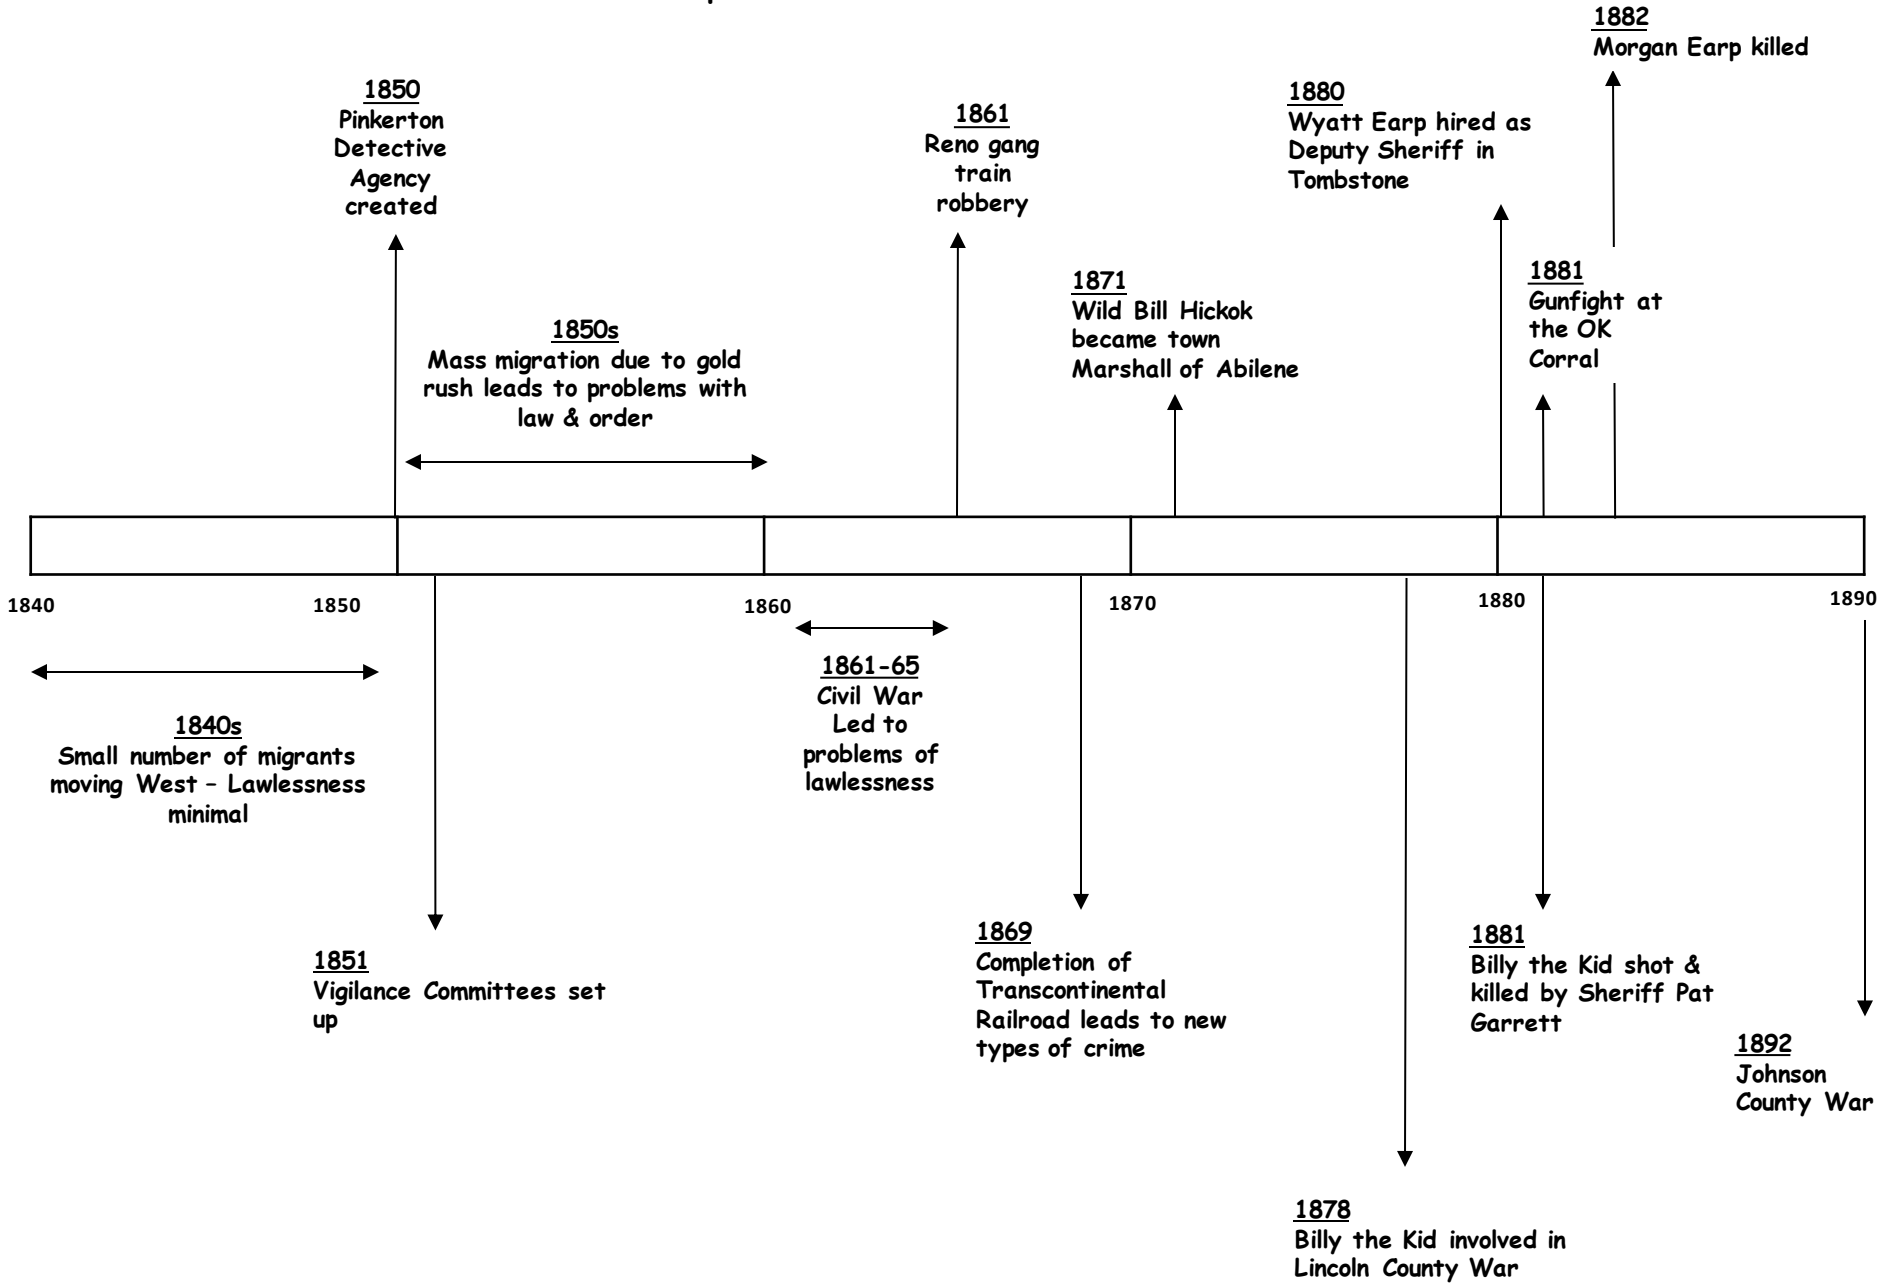 1882
Morgan Earp killed
1850
Pinkerton
Detective
Agency
created
1880
Wyatt Earp hired as
Deputy Sheriff in
Tombstone
1861
Reno gang
train
robbery
1871
Wild Bill Hickok
became town
Marshall of Abilene
1881
Gunfight at
the OK
Corral
1850s
Mass migration due to gold
rush leads to problems with
law & order
1840
1850
1860
1870
1880
1890
1840s
Small number of migrants
moving West – Lawlessness
minimal
1861-65
Civil War
Led to
problems of
lawlessness
1851
Vigilance Committees set
up
1869
Completion of
Transcontinental
Railroad leads to new
types of crime
1881
Billy the Kid shot &
killed by Sheriff Pat
Garrett
1892
Johnson
County War
1878
Billy the Kid involved in
Lincoln County War